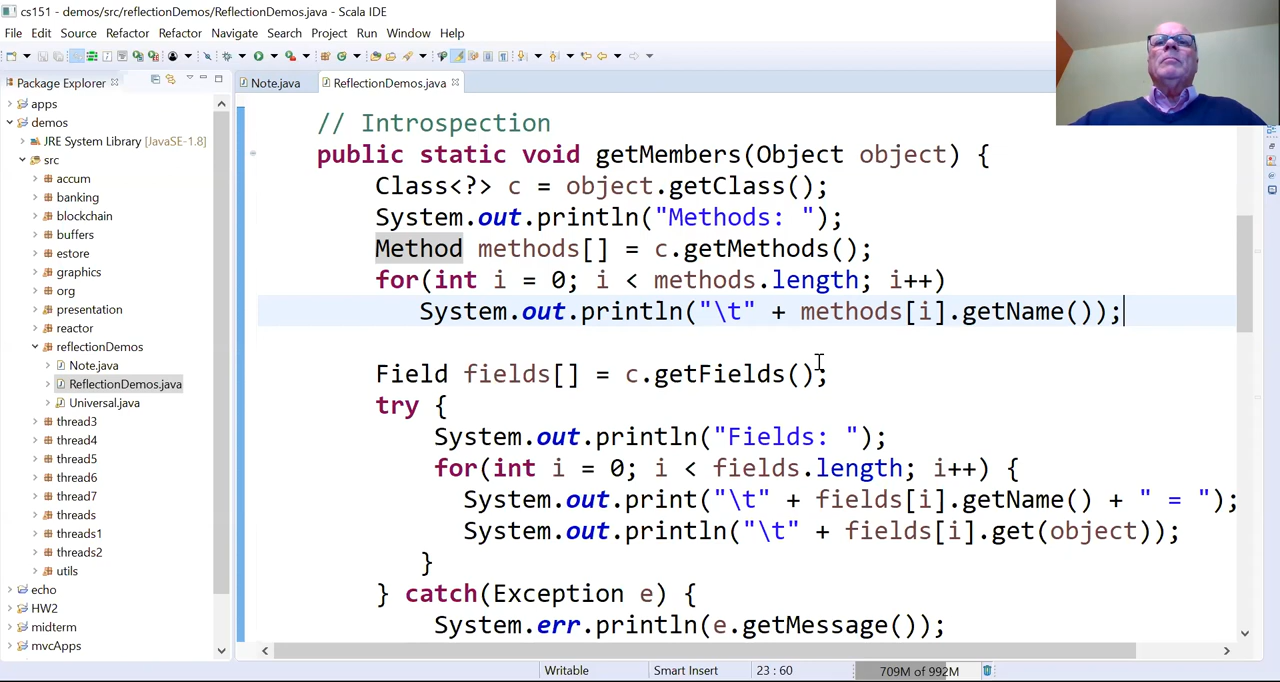 cs151 - demos/src/reflectionDemos/ReflectionDemos.java - Scala IDE
File Edit Source Refactor Refactor Navigate Search Project Run Window Help
Package Explorer
Note.java
ReflectionDemos.java
apps
demos
JRE System Library [JavaSE-1.8]
src
accum
banking
blockchain
buffers
estore
graphics
org
presentation
reactor
reflectionDemos
Note.java
ReflectionDemos.java
Universal.java
thread3
thread4
thread5
thread6
thread7
threads
threads1
threads2
utils
echo
HW2
midterm
mvcApps
// Introspection
public static void getMembers(Object object) {
Class<?> c = object.getClass();
System.out.println("Methods: ");
Method methods[] = c.getMethods();
for(int i = 0; i < methods.length; i++)
System.out.println("\t" + methods[i].getName());
Field fields[] = c.getFields();
try {
System.out.println("Fields: ");
for(int i = 0; i < fields.length; i++) {
System.out.print("\t" + fields[i].getName() + " = ");
System.out.println("\t" + fields[i].get(object));
}
} catch(Exception e) {
System.err.println(e.getMessage());
Writable
Smart Insert
23 : 60
709M of 992M